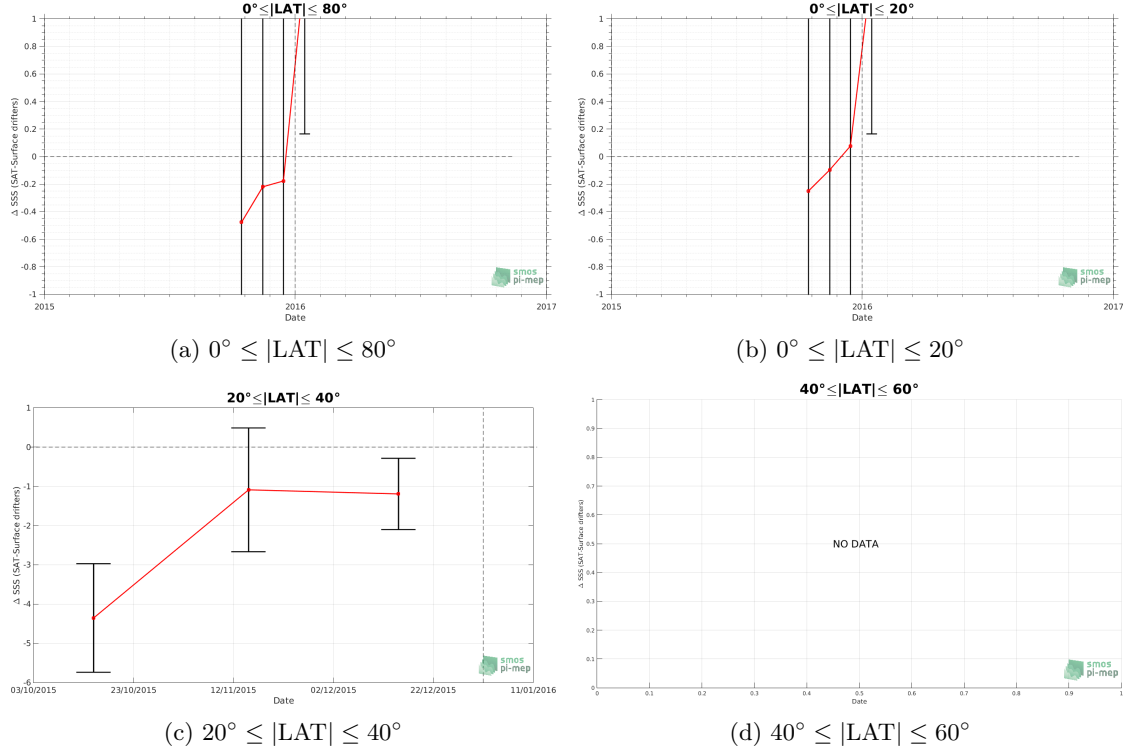 0°≤|LAT|≤ 80°
1
0.8
0.6
0.4
0.2
0
-0.2
-0.4
-0.6
-0.8
-1
Δ SSS (SAT-Surface drifters)
2015
2016
2017
Date
smos
pi-mep
(a) 0° ≤ |LAT| ≤ 80°
0°≤|LAT|≤ 20°
1
0.8
0.6
0.4
0.2
0
-0.2
-0.4
-0.6
-0.8
-1
Δ SSS (SAT-Surface drifters)
2015
2016
2017
Date
smos
pi-mep
(b) 0° ≤ |LAT| ≤ 20°
20°≤|LAT|≤ 40°
1
0
-1
-2
-3
-4
-5
-6
Δ SSS (SAT-Surface drifters)
03/10/2015
23/10/2015
12/11/2015
02/12/2015
22/12/2015
11/01/2016
Date
smos
pi-mep
(c) 20° ≤ |LAT| ≤ 40°
40°≤|LAT|≤ 60°
1
0.9
0.8
0.7
0.6
0.5
0.4
0.3
0.2
0.1
0
Δ SSS (SAT-Surface drifters)
NO DATA
0
0.1
0.2
0.3
0.4
0.5
0.6
0.7
0.8
0.9
1
Date
smos
pi-mep
(d) 40° ≤ |LAT| ≤ 60°